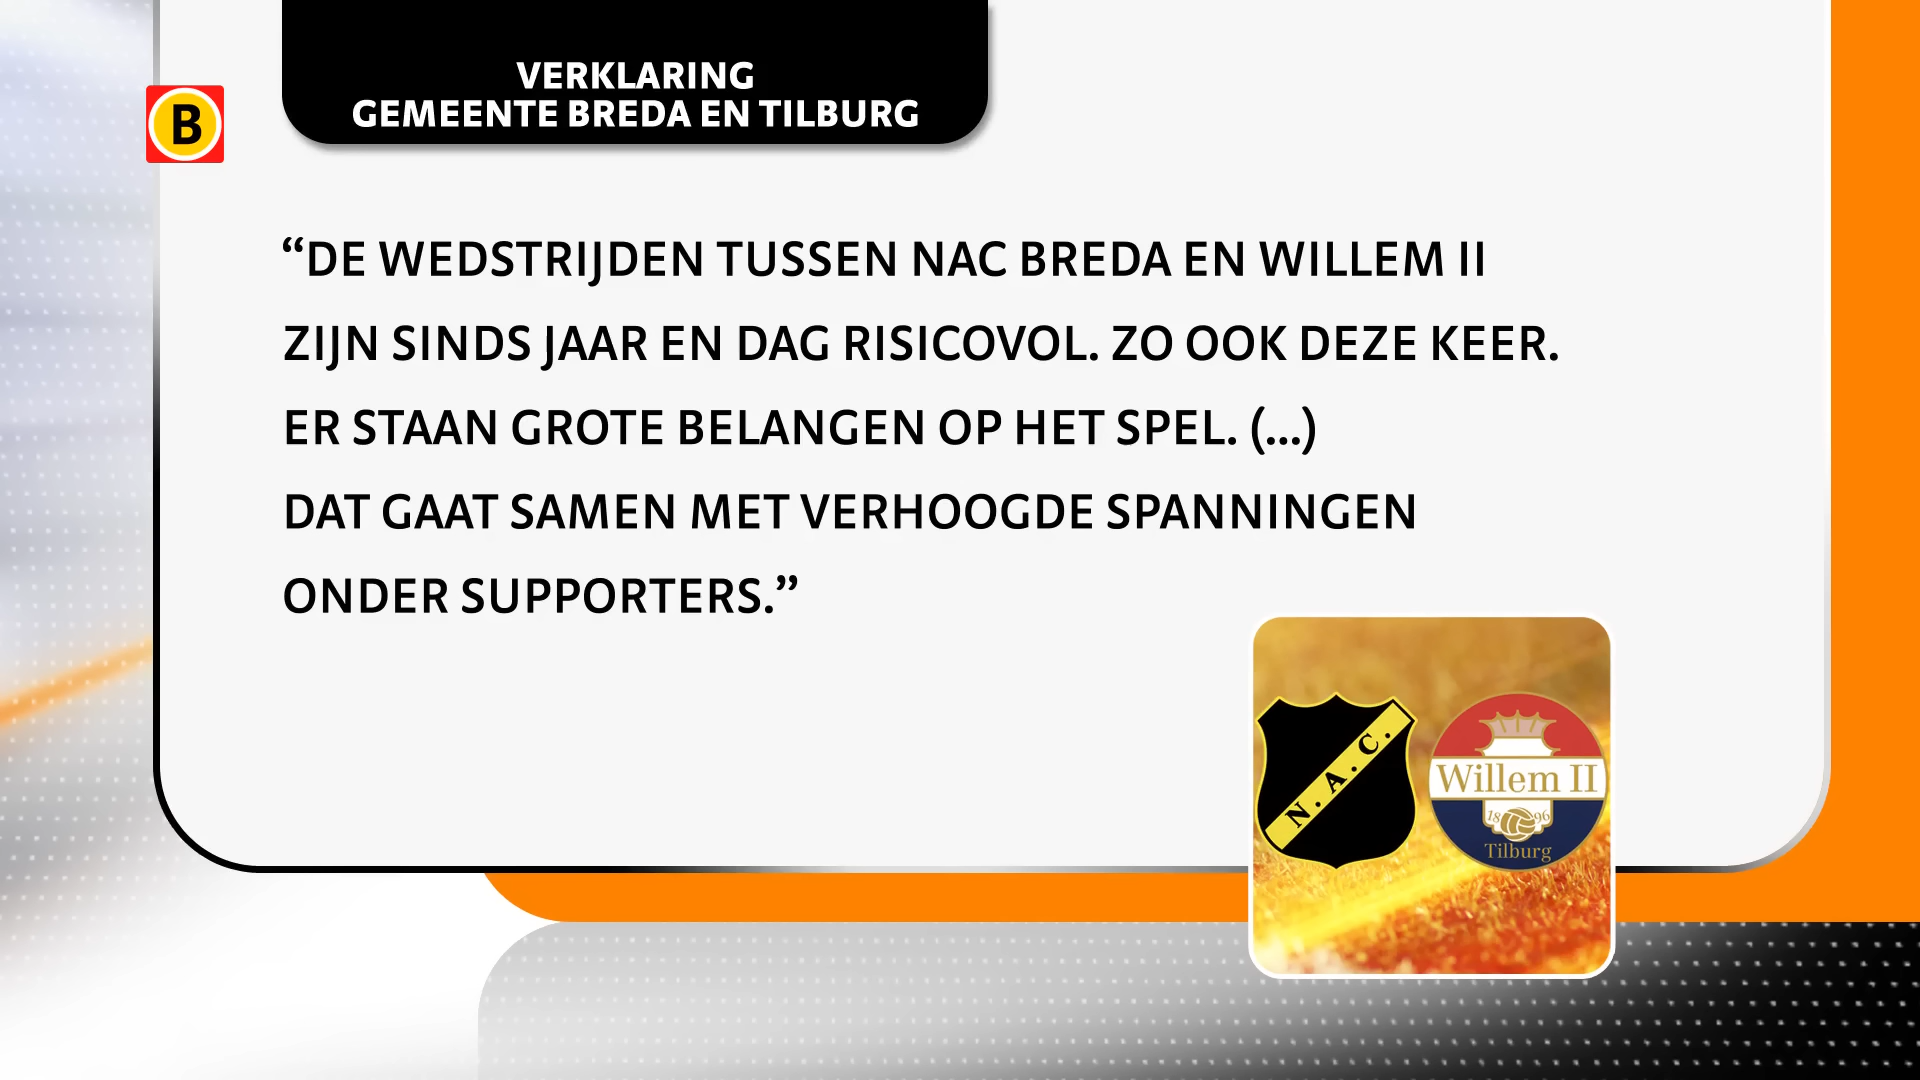 VERKLARING
GEMEENTE BREDA EN TILBURG
B
“DE WEDSTRIJDEN TUSSEN NAC BREDA EN WILLEM II
ZIJN SINDS JAAR EN DAG RISICOVOL. ZO OOK DEZE KEER.
ER STAAN GROTE BELANGEN OP HET SPEL. (...)
DAT GAAT SAMEN MET VERHOOGDE SPANNINGEN
ONDER SUPPORTERS.”
N.A.C.
Willem II
1896
Tilburg